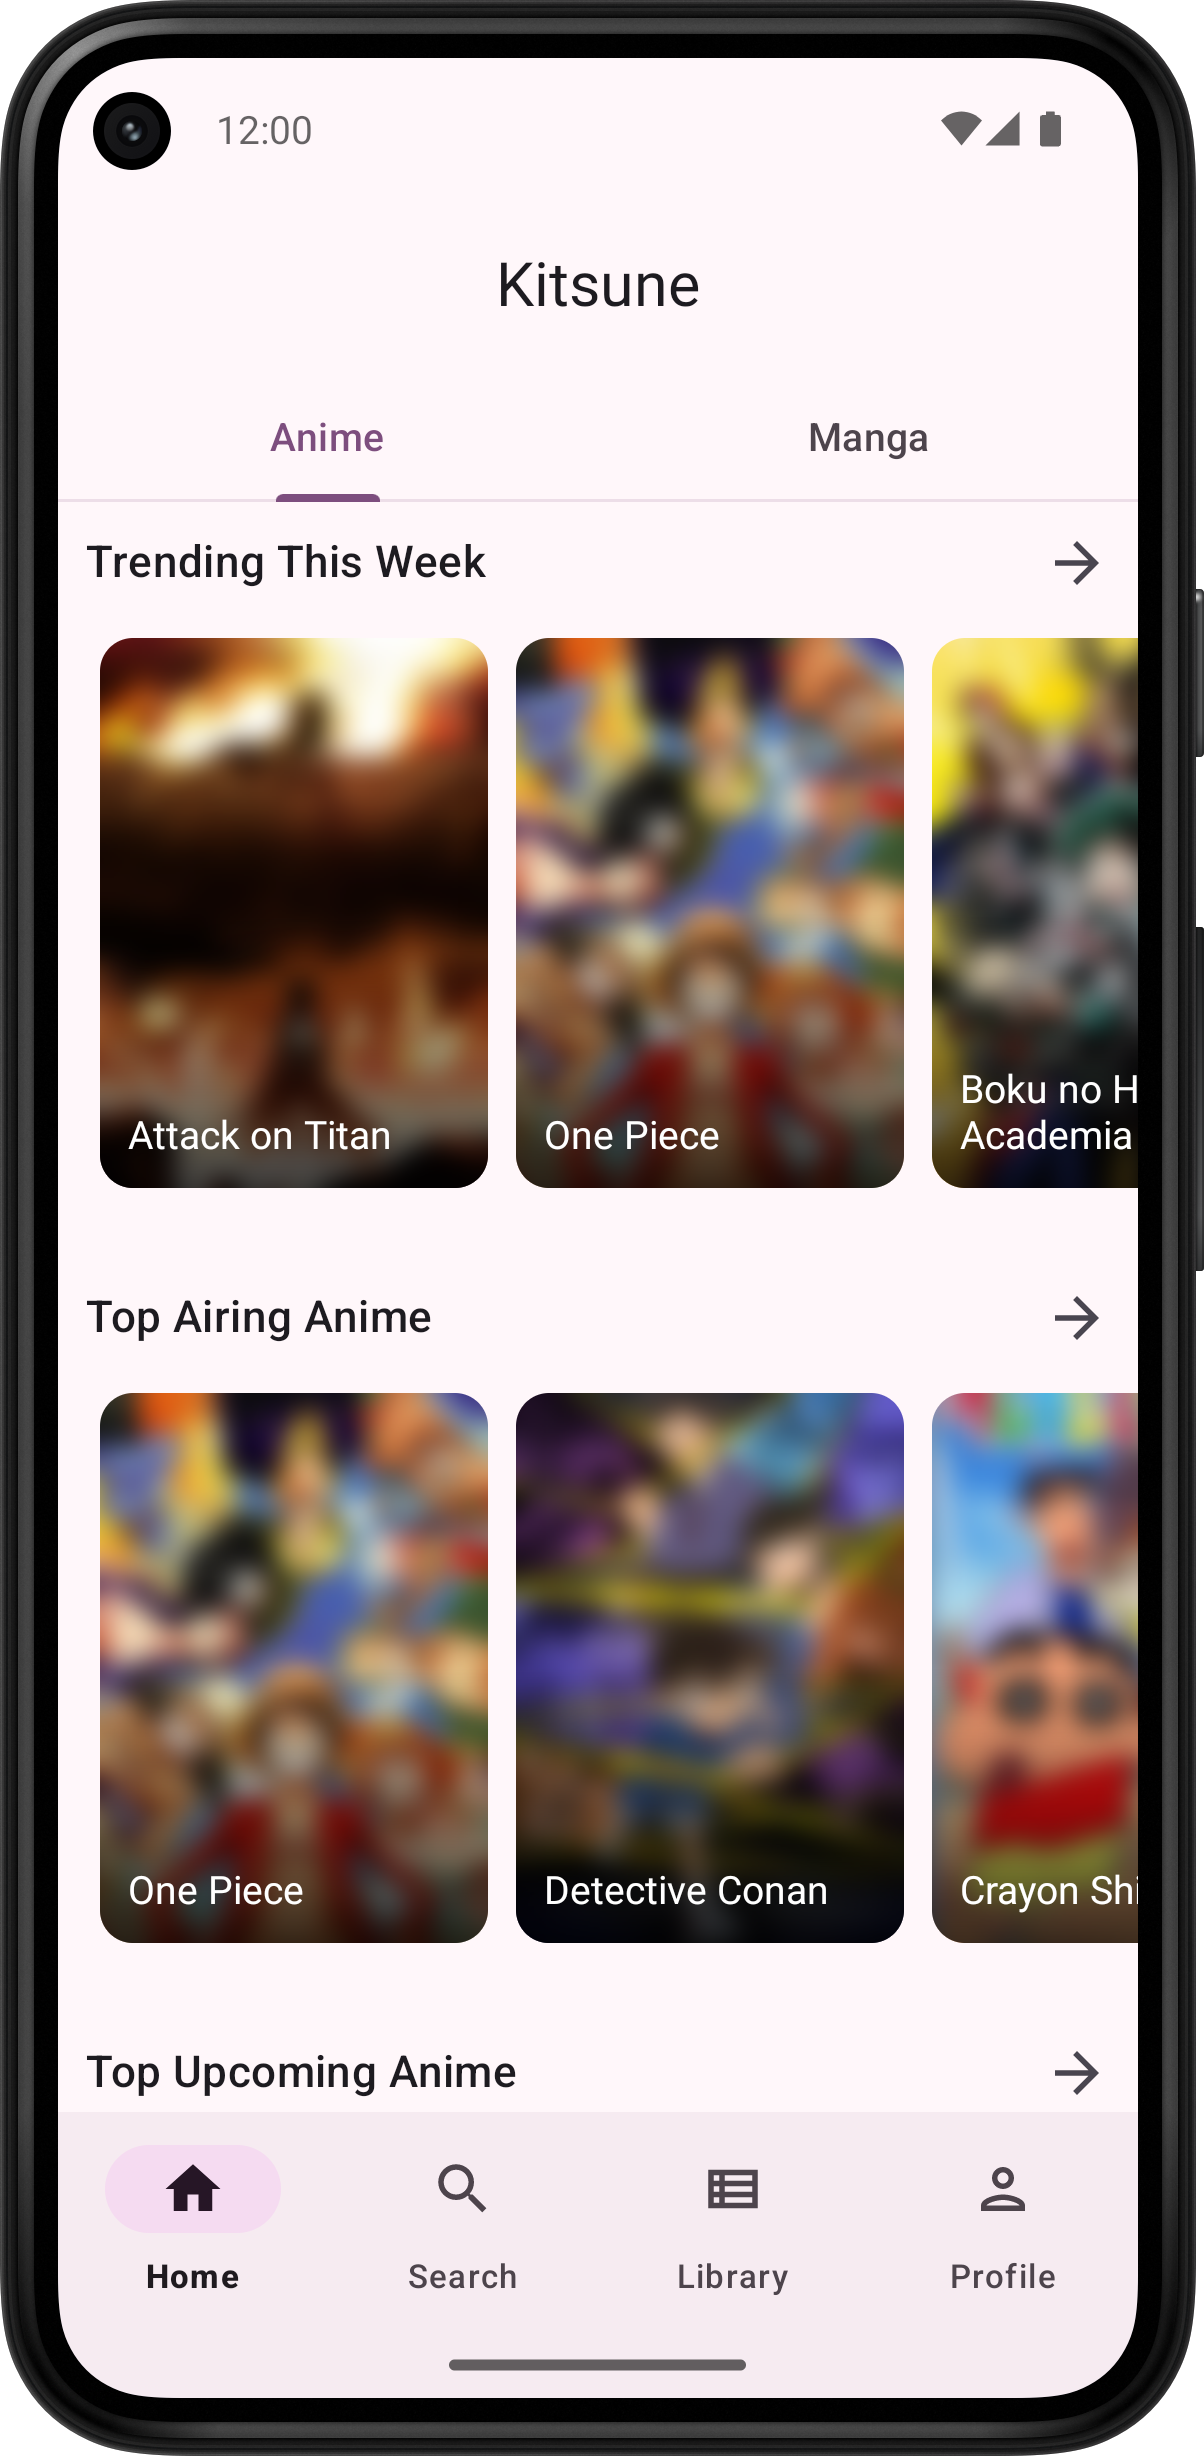 12:00
Kitsune
Anime
Manga
Trending This Week
Attack on Titan
One Piece
Boku no H
Academia
Top Airing Anime
One Piece
Detective Conan
Crayon Shi
Top Upcoming Anime
Home
Search
Library
Profile